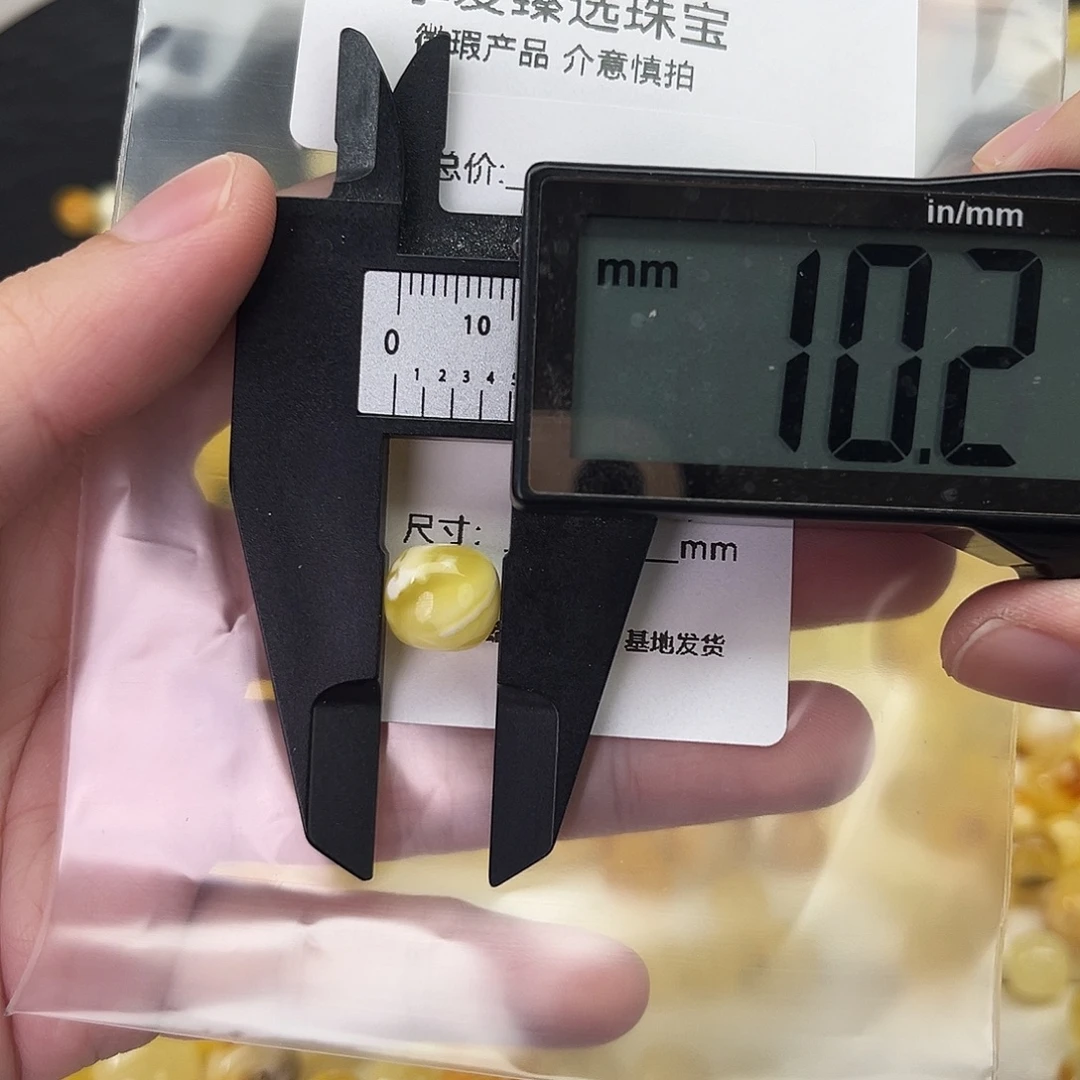 臻选珠宝
微瑕产品 介意慎拍
总价:
in/mm
mm
10.2
10
0
1 2 3 4
尺寸: mm
基地发货